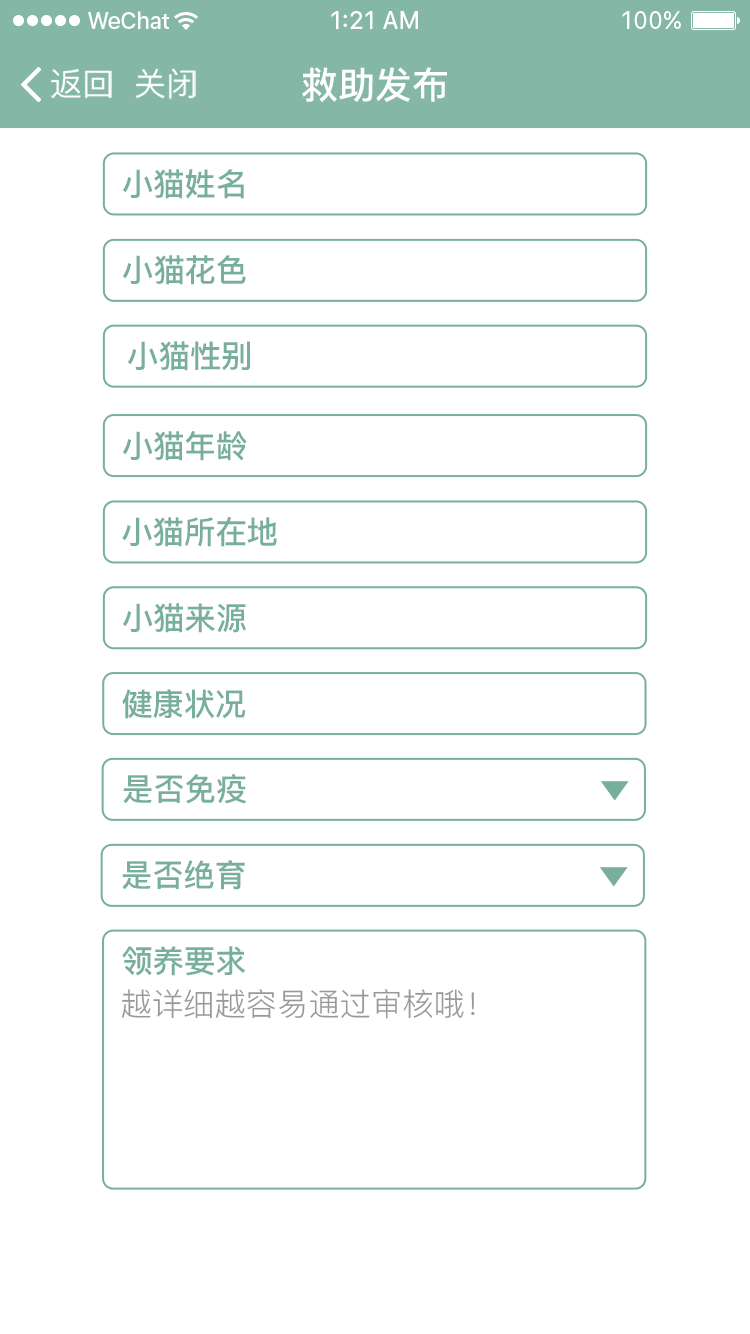 WeChat 1:21 AM 100%
返回 关闭 救助发布
小猫姓名
小猫花色
小猫性别
小猫年龄
小猫所在地
小猫来源
健康状况
是否免疫
是否绝育
领养要求
越详细越容易通过审核哦！